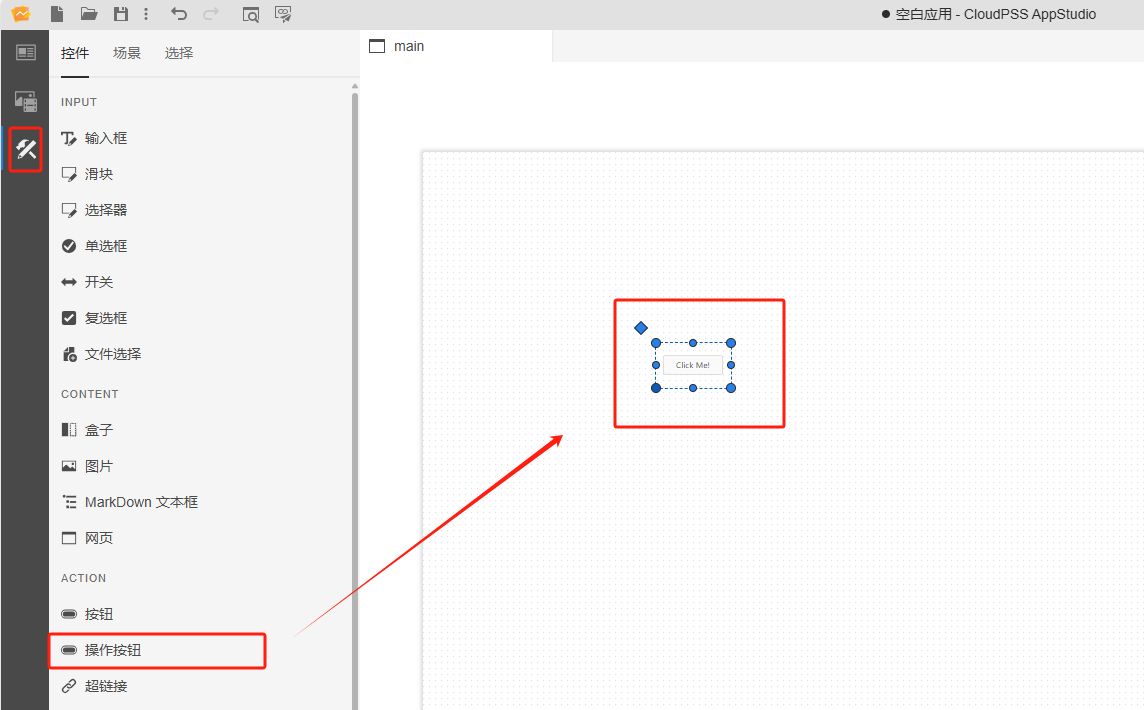 ● 空白应用 - CloudPSS AppStudio
控件 场景 选择
main
INPUT
输入框
滑块
选择器
单选框
开关
复选框
文件选择
CONTENT
盒子
图片
MarkDown 文本框
网页
ACTION
按钮
操作按钮
超链接
Click Me!